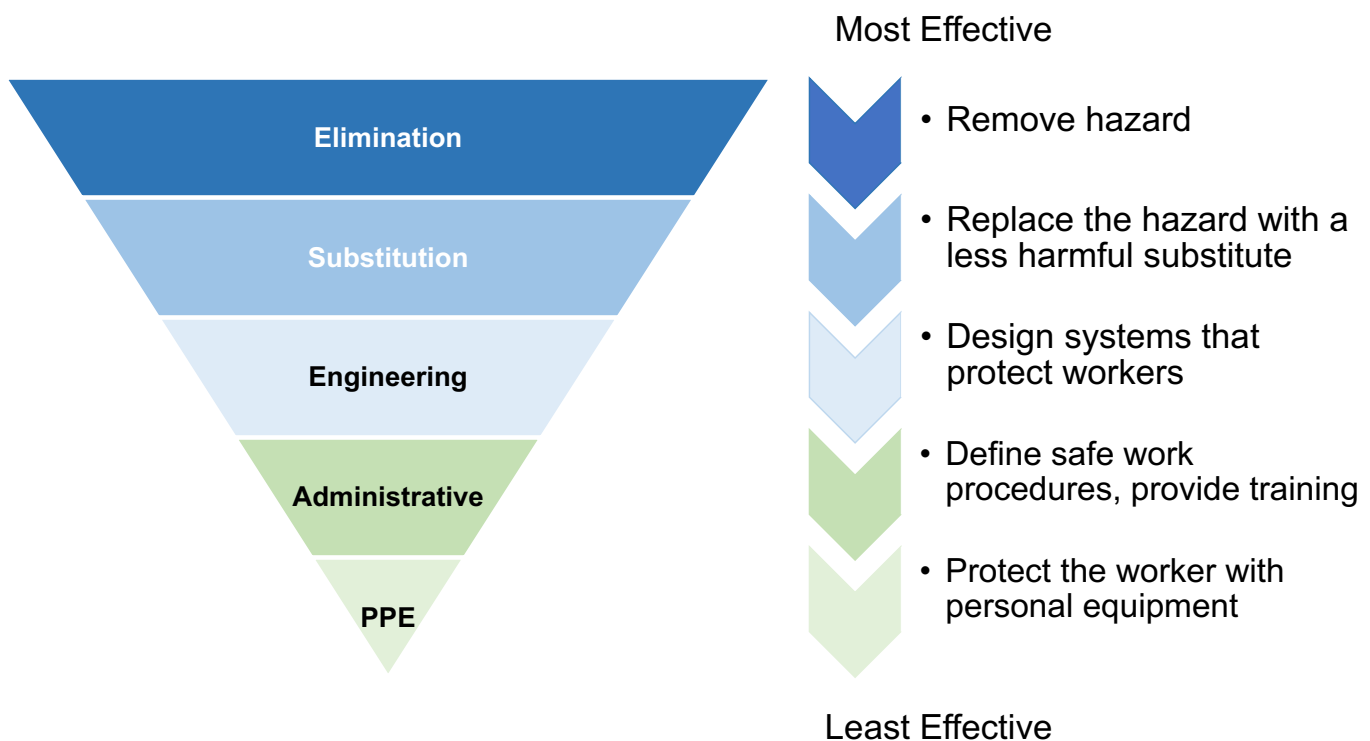 Most Effective
Elimination
• Remove hazard
Substitution
• Replace the hazard with a
less harmful substitute
Engineering
• Design systems that
protect workers
Administrative
• Define safe work
procedures, provide training
PPE
• Protect the worker with
personal equipment
Least Effective